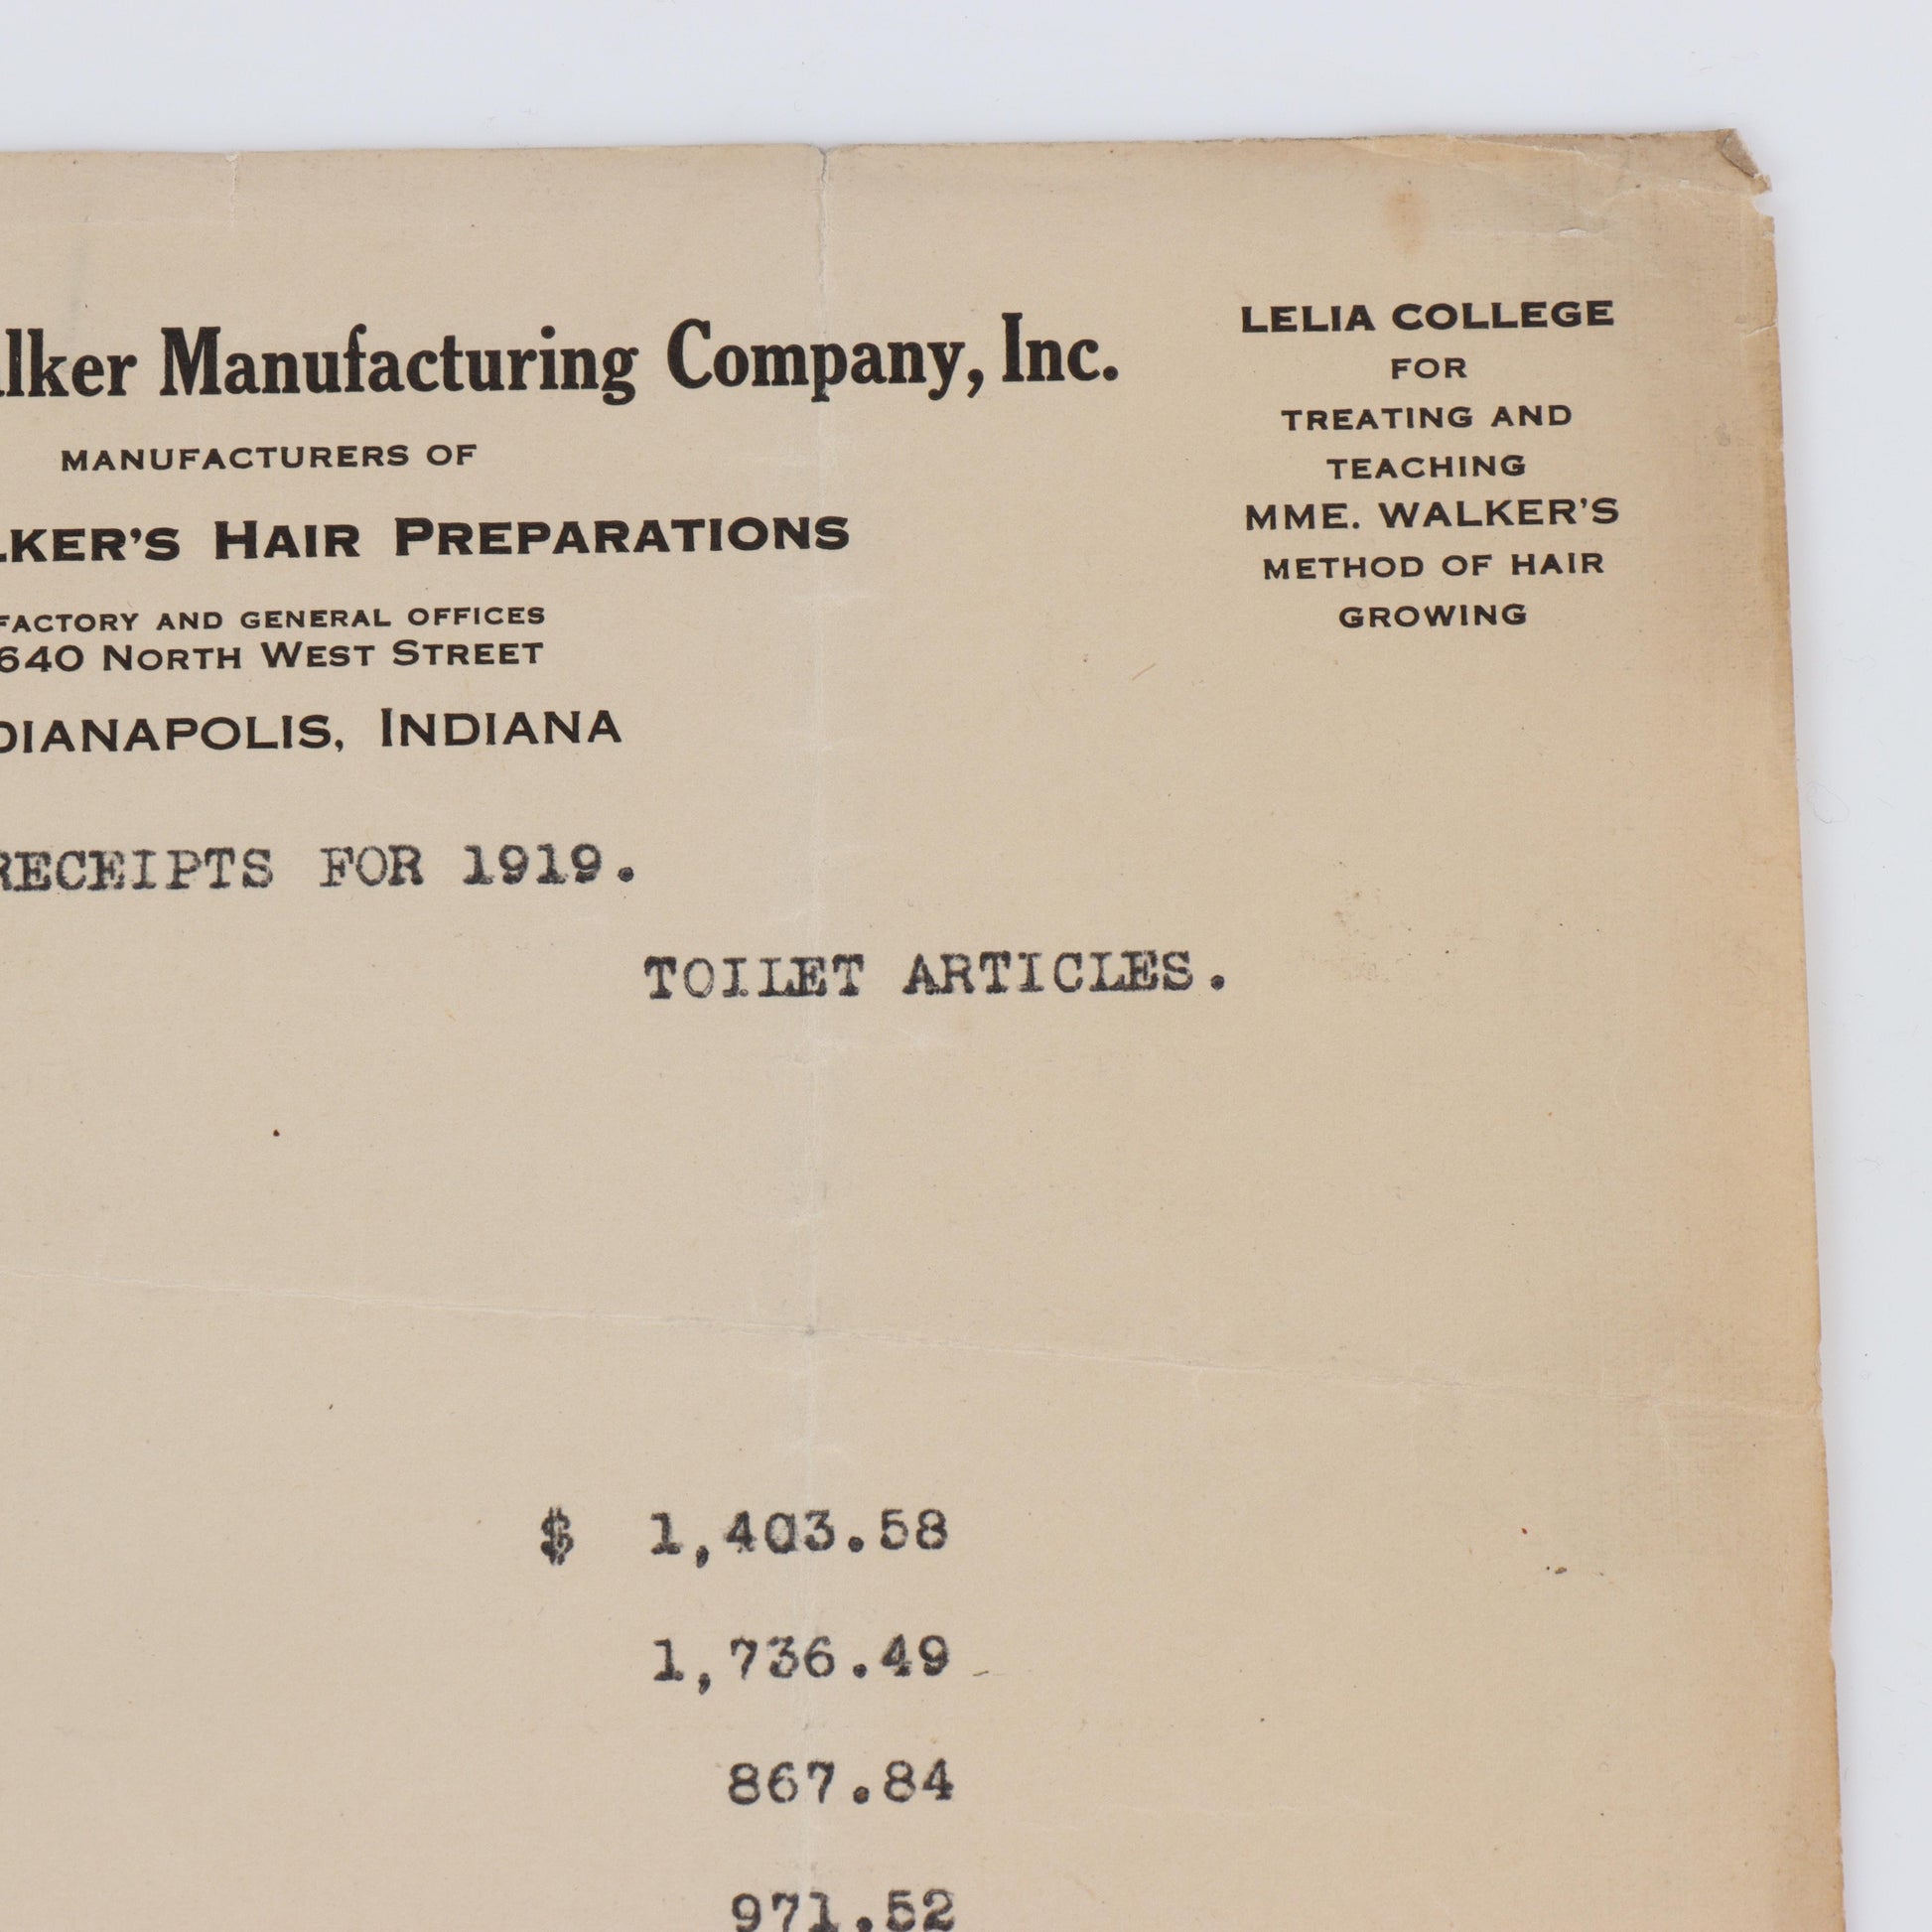 lker Manufacturing Company, Inc.
MANUFACTURERS OF
LKER'S HAIR PREPARATIONS
FACTORY AND GENERAL OFFICES
640 NORTH WEST STREET
DIANAPOLIS, INDIANA
LELIA COLLEGE
FOR
TREATING AND
TEACHING
MME. WALKER'S
METHOD OF HAIR
GROWING
RECEIPTS FOR 1919.
TOILET ARTICLES.
$ 1,403.58
1,736.49
867.84
971.52